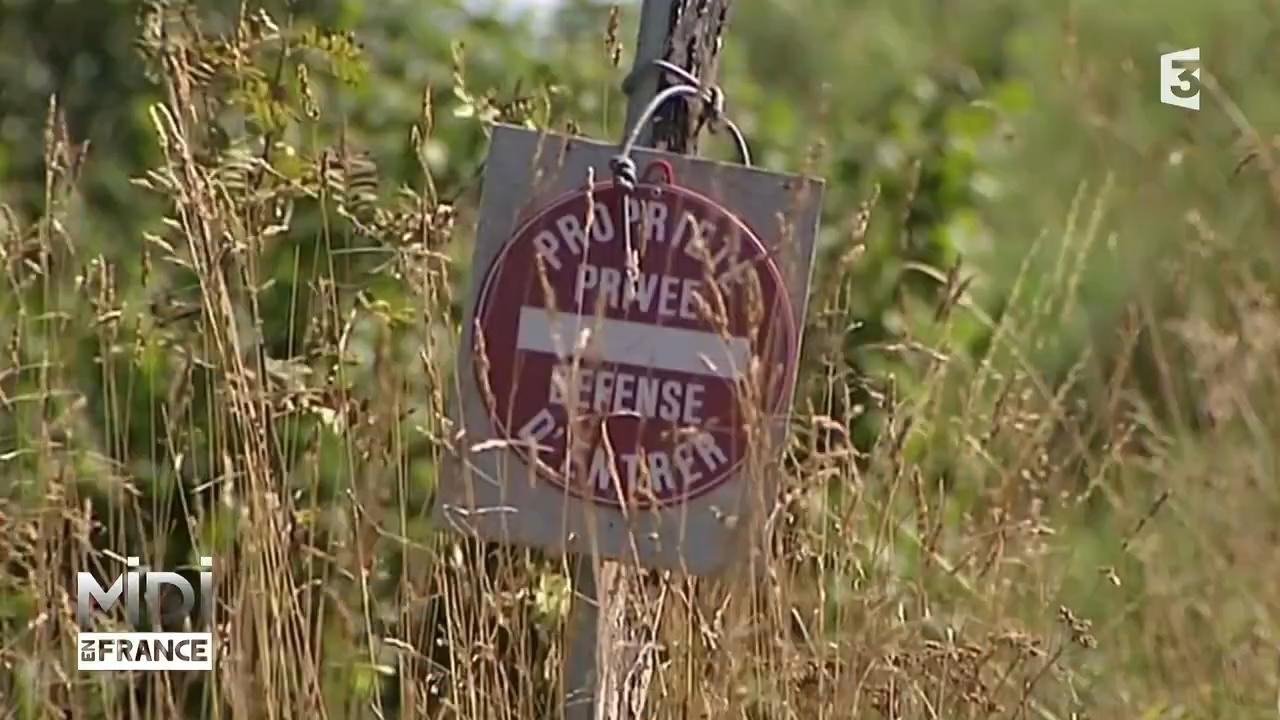 3
PROPRIETE
PRIVEE
DEFENSE
D'ENTRER
MiDi
EN FRANCE